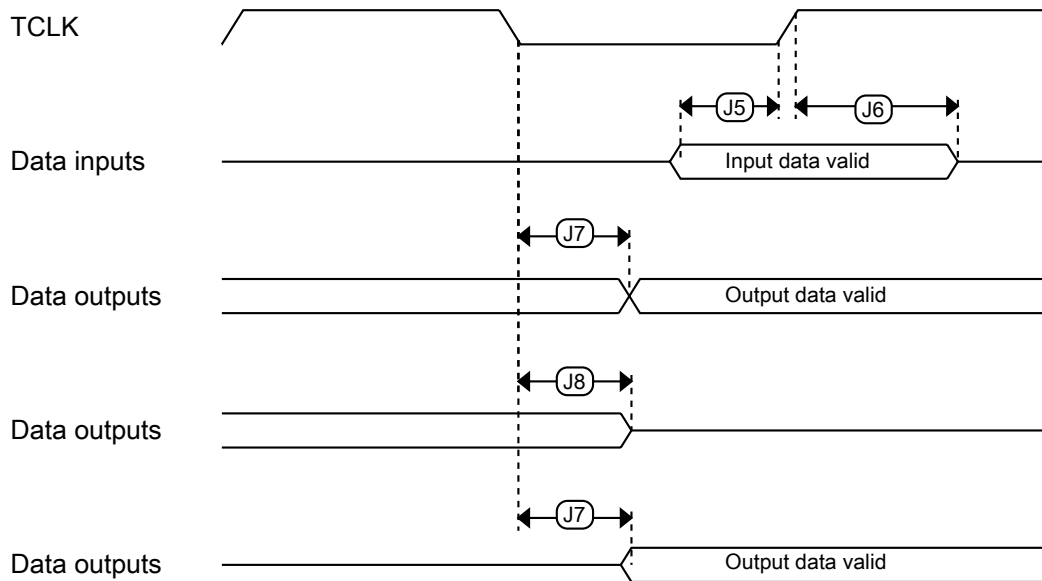 TCLK
J5
J6
Data inputs
Input data valid
J7
Data outputs
Output data valid
J8
Data outputs
J7
Data outputs
Output data valid